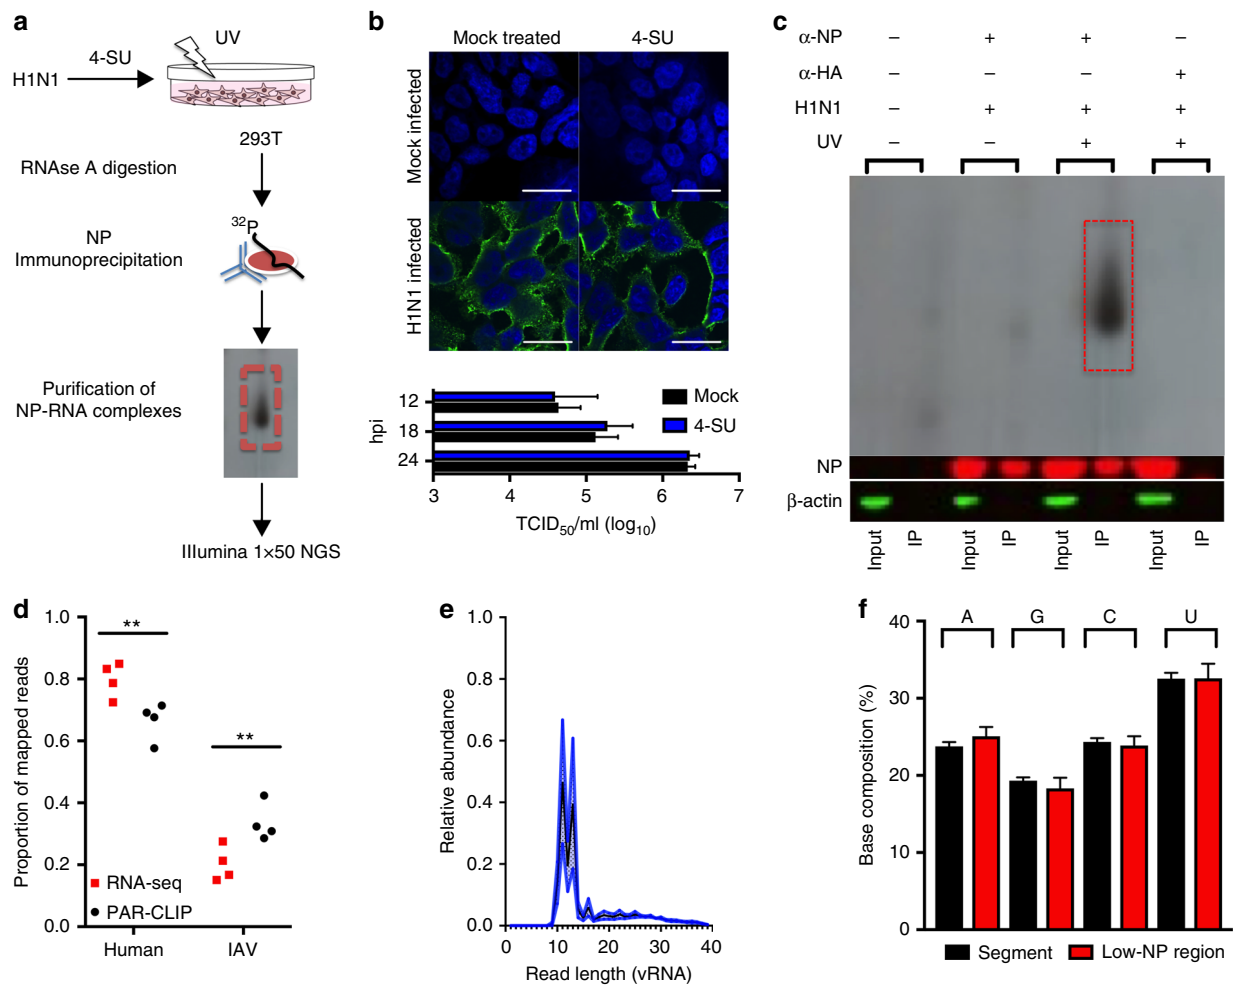 a
UV
4-SU
H1N1
293T
RNAse A digestion
32P
NP
Immunoprecipitation
Purification of
NP-RNA complexes
Illumina 1×50 NGS
b
Mock treated
4-SU
Mock infected
H1N1 infected
Mock
4-SU
hpi
12
18
24
3 4 5 6 7
TCID50/ml (log10)
c
α-NP – + + –
α-HA – – – +
H1N1 – + + +
UV – – + +
NP
β-actin
Input IP Input IP Input IP Input IP
d
Proportion of mapped reads
1.0
0.8
0.6
0.4
0.2
0.0
**
**
RNA-seq
PAR-CLIP
Human IAV
e
Relative abundance
1.0
0.8
0.6
0.4
0.2
0.0
0 10 20 30 40
Read length (vRNA)
f
Base composition (%)
40
30
20
10
0
A G C U
Segment Low-NP region